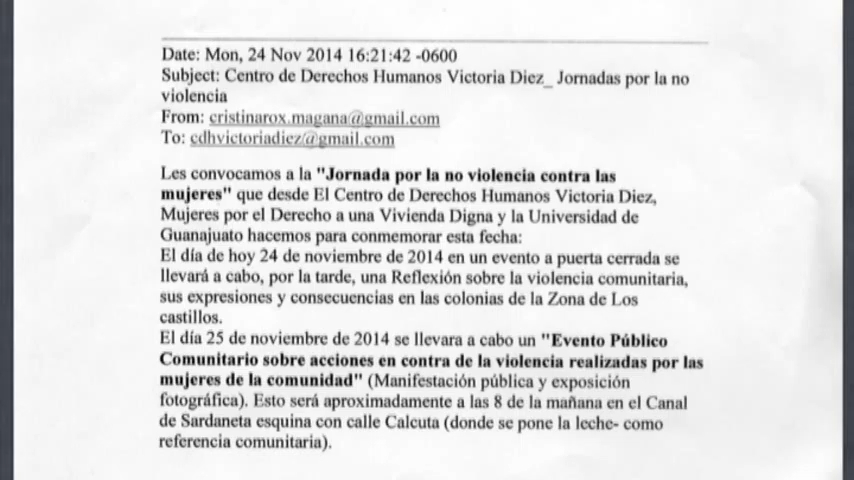 Date: Mon, 24 Nov 2014 16:21:42 -0600
Subject: Centro de Derechos Humanos Victoria Diez_ Jornadas por la no
violencia
From: cristinarox.magana@gmail.com
To: cdhvictoriadiez@gmail.com
Les convocamos a la "Jornada por la no violencia contra las
mujeres" que desde El Centro de Derechos Humanos Victoria Diez,
Mujeres por el Derecho a una Vivienda Digna y la Universidad de
Guanajuato hacemos para conmemorar esta fecha:
El día de hoy 24 de noviembre de 2014 en un evento a puerta cerrada se
llevará a cabo, por la tarde, una Reflexión sobre la violencia comunitaria,
sus expresiones y consecuencias en las colonias de la Zona de Los
castillos.
El día 25 de noviembre de 2014 se llevara a cabo un "Evento Público
Comunitario sobre acciones en contra de la violencia realizadas por las
mujeres de la comunidad" (Manifestación pública y exposición
fotográfica). Esto será aproximadamente a las 8 de la mañana en el Canal
de Sardaneta esquina con calle Calcuta (donde se pone la leche- como
referencia comunitaria).